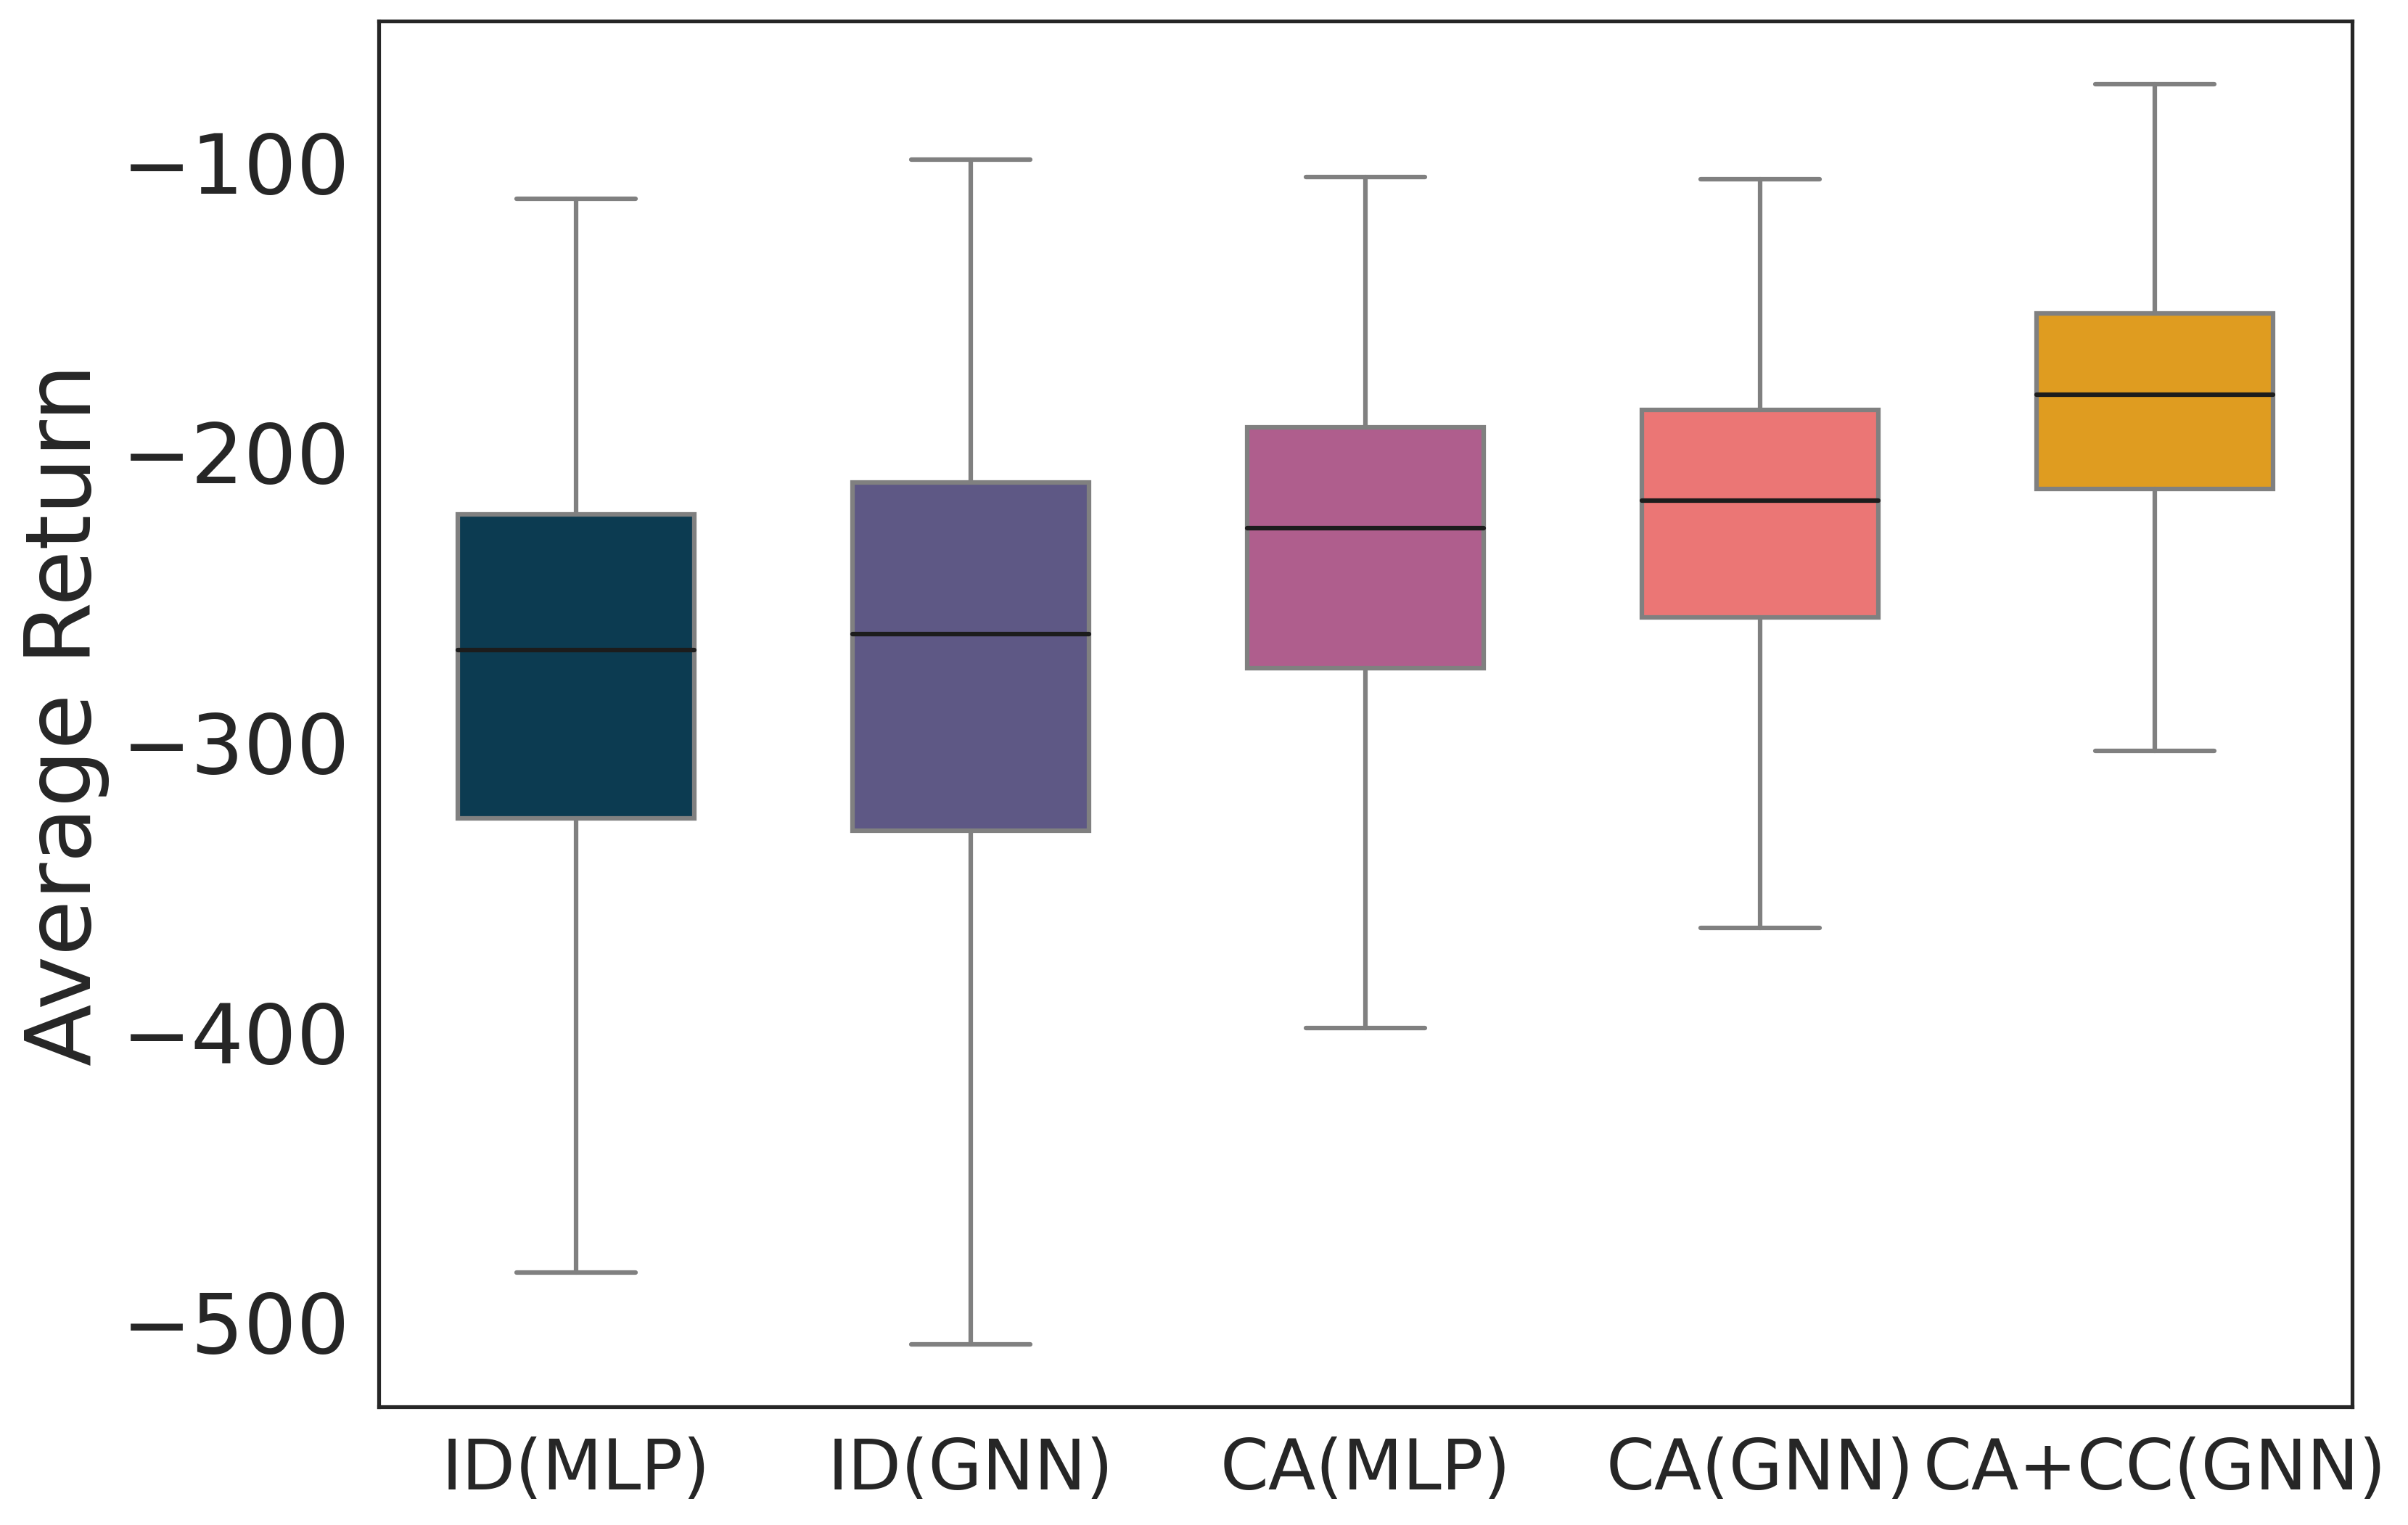 Average Return
−100
−200
−300
−400
−500
ID(MLP)
ID(GNN)
CA(MLP)
CA(GNN)
CA+CC(GNN)